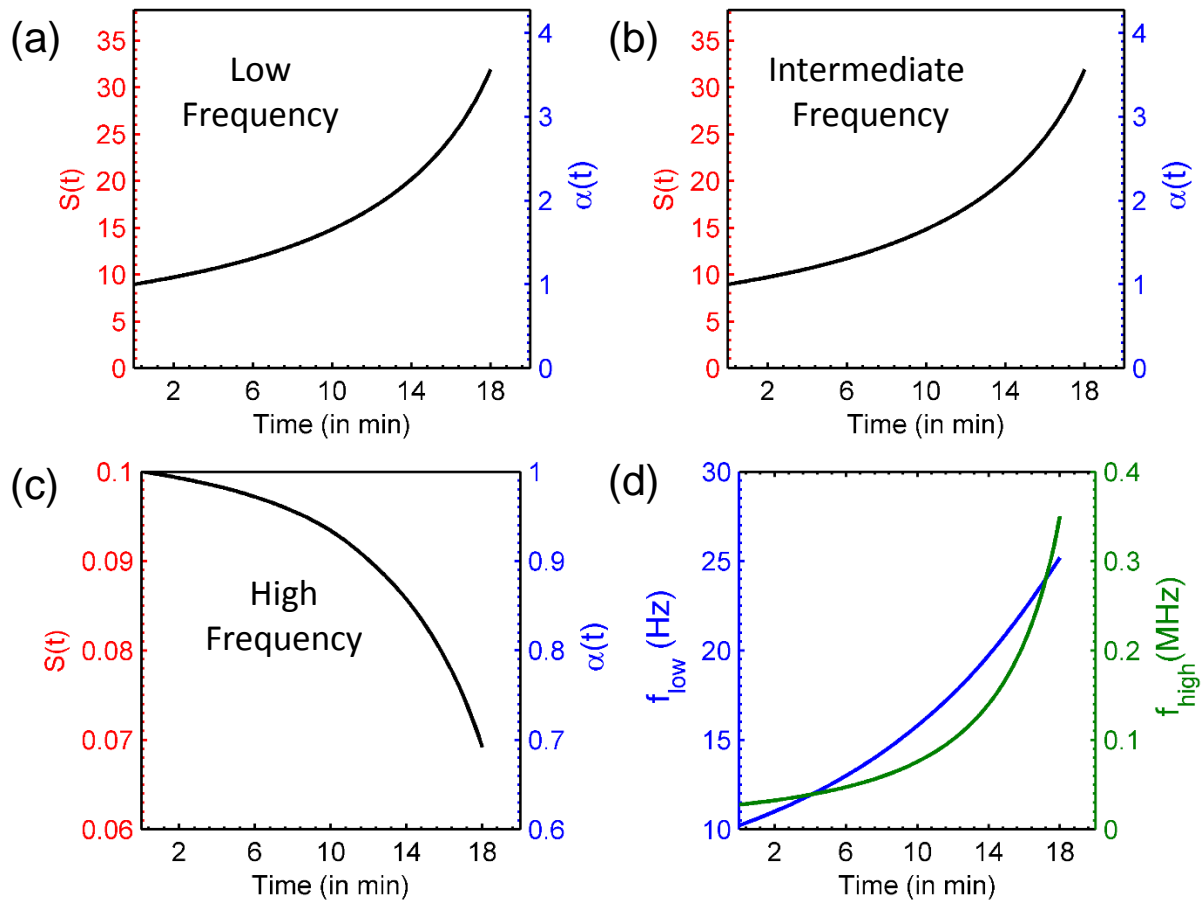 (a)
S(t)
35
30
25
20
15
10
5
0
Low
Frequency
4
3
2
1
0
α(t)
2 6 10 14 18
Time (in min)
(b)
S(t)
35
30
25
20
15
10
5
0
Intermediate
Frequency
4
3
2
1
0
α(t)
2 6 10 14 18
Time (in min)
(c)
S(t)
0.1
0.09
0.08
0.07
0.06
High
Frequency
1
0.9
0.8
0.7
0.6
α(t)
2 6 10 14 18
Time (in min)
(d)
f_low (Hz)
30
25
20
15
10
0.4
0.3
0.2
0.1
0
f_high (MHz)
2 6 10 14 18
Time (in min)